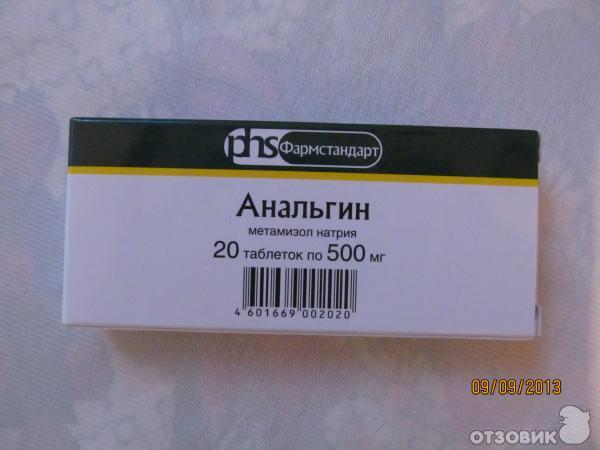 phs Фармстандарт
Анальгин
метамизол натрия
20 таблеток по 500 мг
4 601669 002020
09/09/2013
ОТЗОВИК